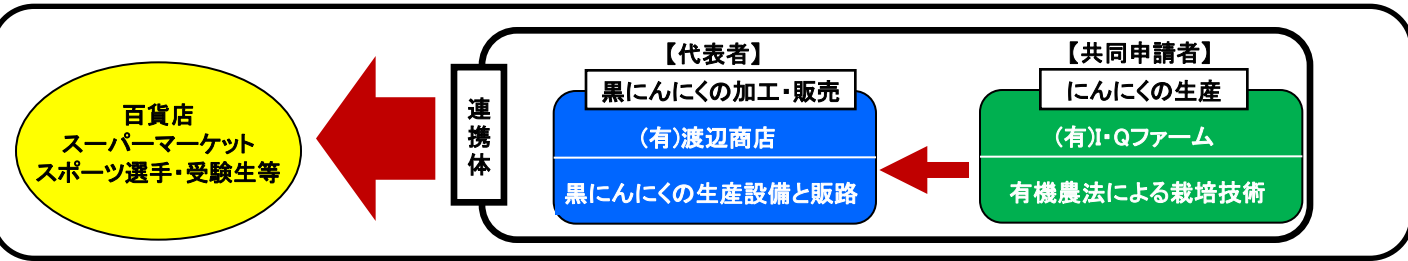 百貨店
スーパーマーケット
スポーツ選手・受験生等
連携体
【代表者】
黒にんにくの加工・販売
(有)渡辺商店
黒にんにくの生産設備と販路
【共同申請者】
にんにくの生産
(有)I・Qファーム
有機農法による栽培技術